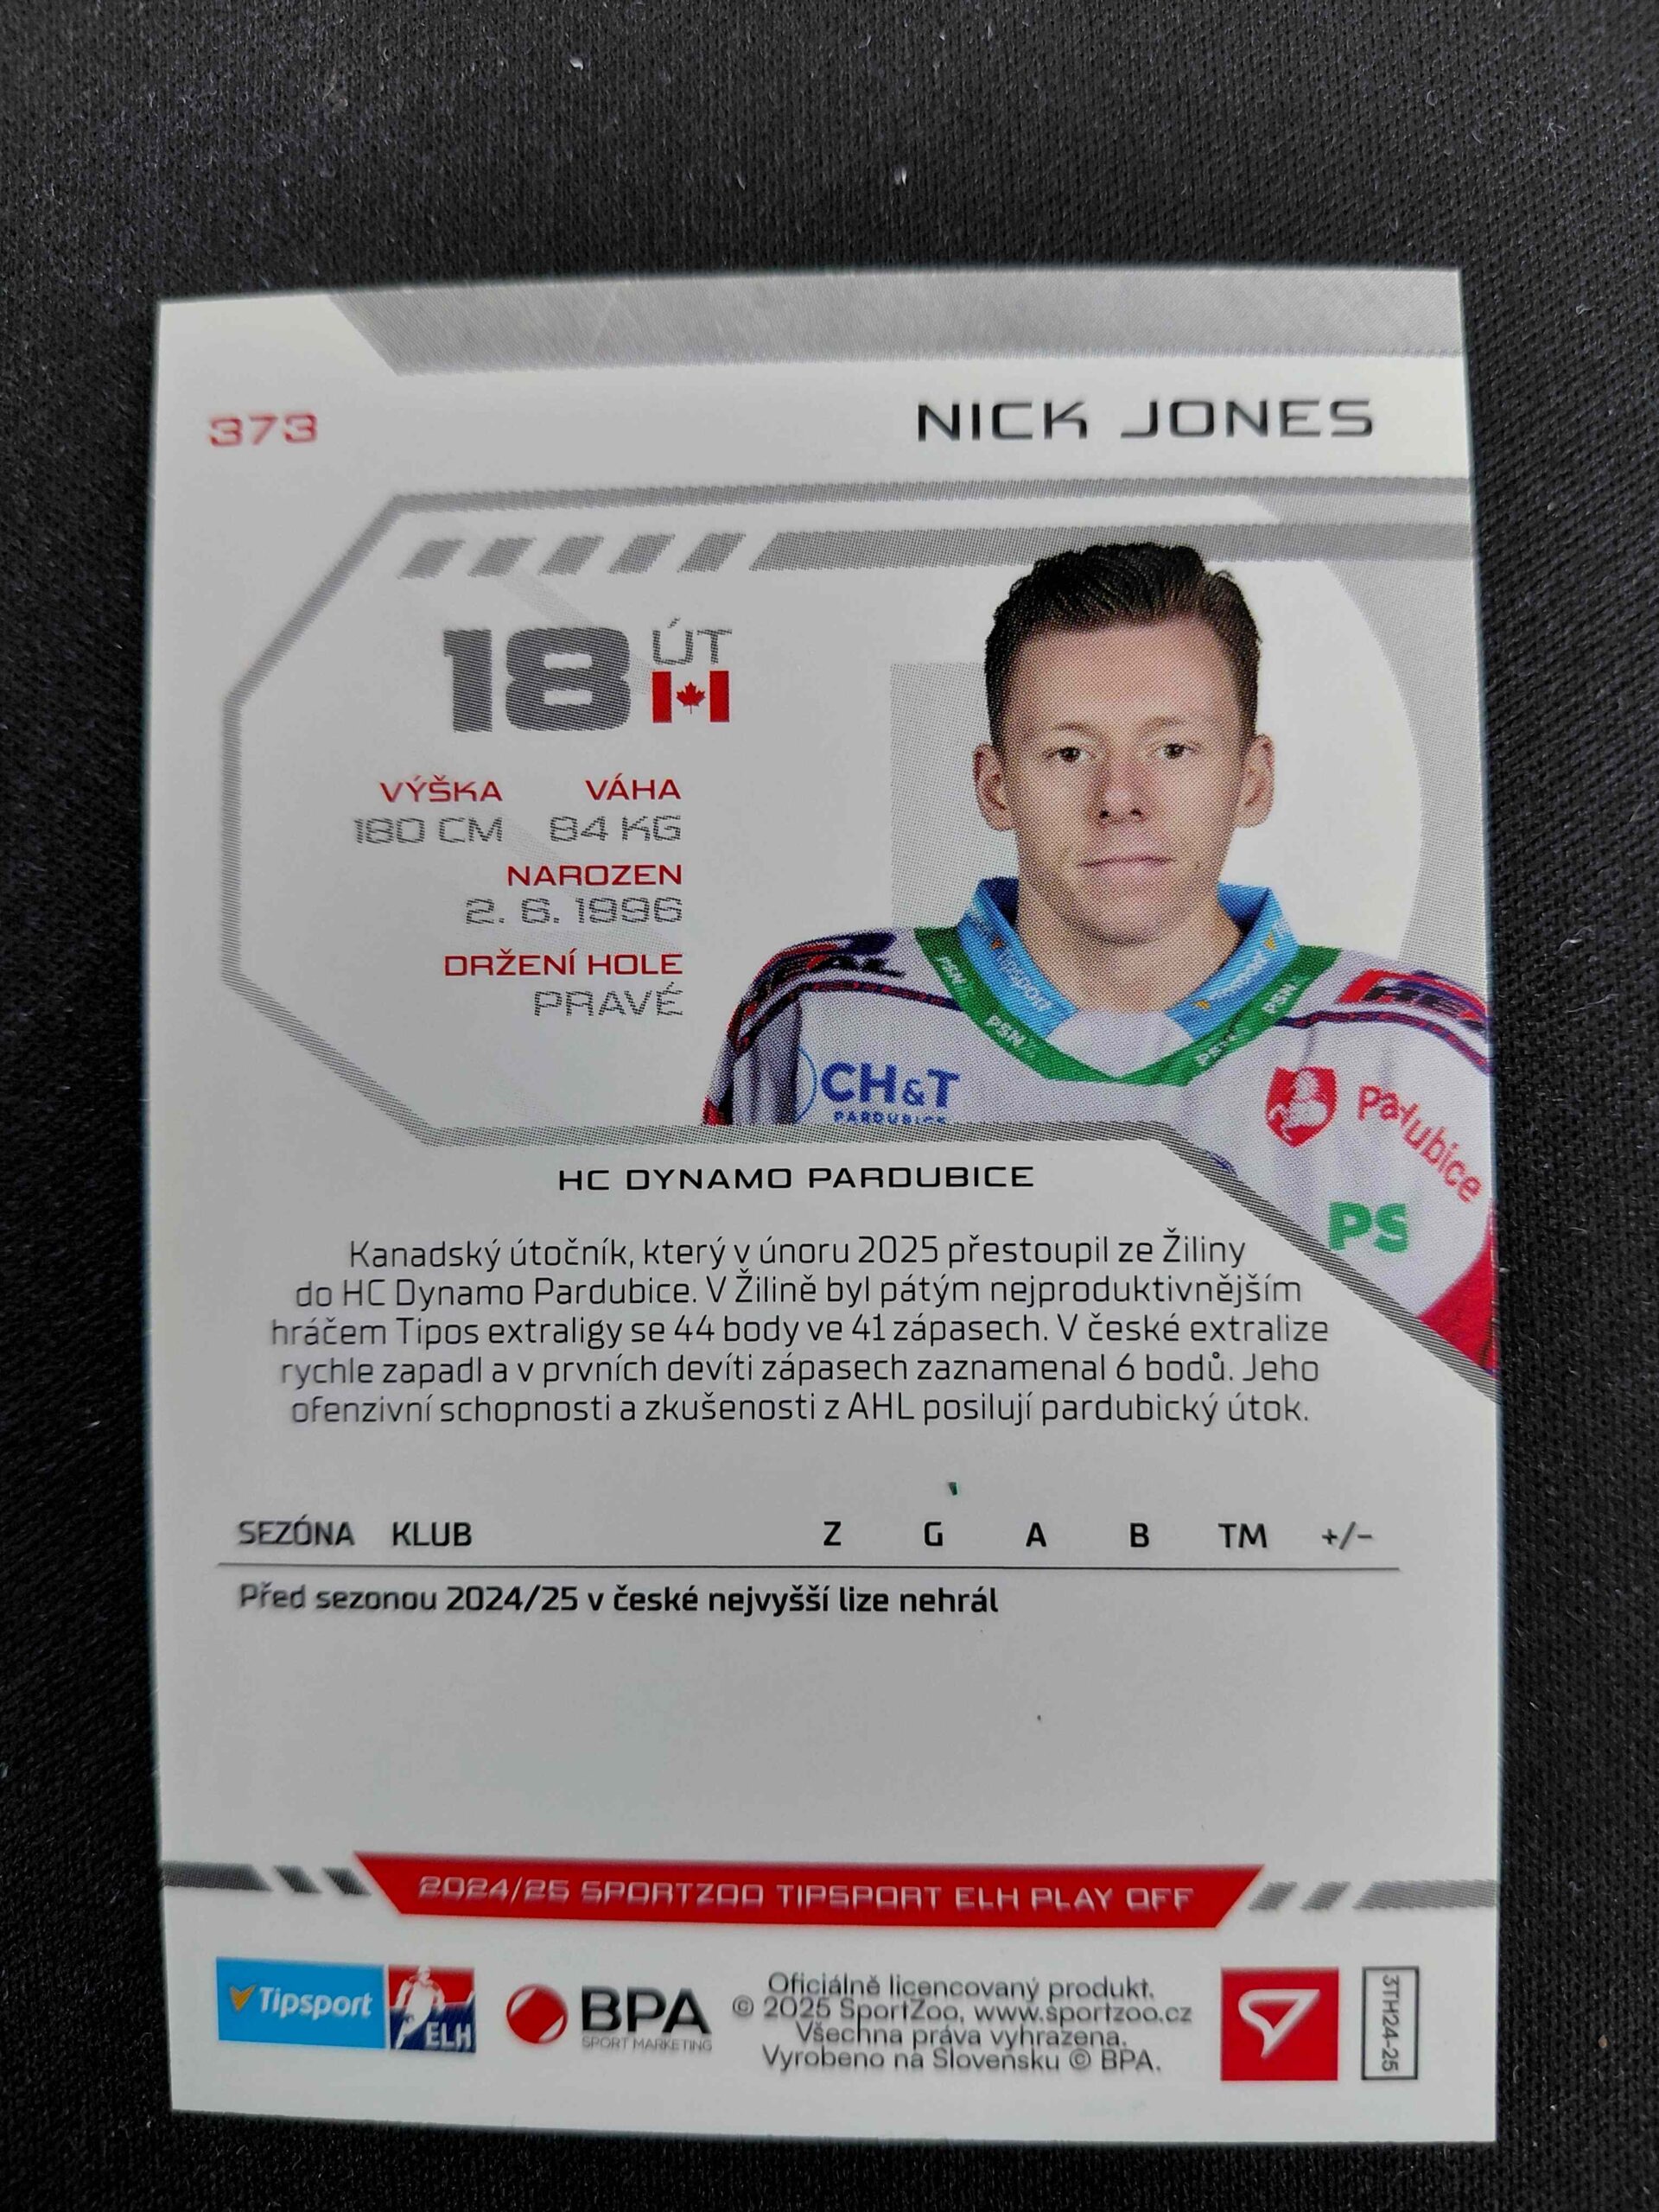 373
NICK JONES
18 ÚT
VÝŠKA VÁHA
180 CM 84 KG
NAROZEN
2. 6. 1996
DRŽENÍ HOLE
PRAVÉ
PSN
PSN
PSN
CH&T
PARDUBICE
Pardubice
PS
HC DYNAMO PARDUBICE
Kanadský útočník, který v únoru 2025 přestoupil ze Žiliny
do HC Dynamo Pardubice. V Žilině byl pátým nejproduktivnějším
hráčem Tipos extraligy se 44 body ve 41 zápasech. V české extralize
rychle zapadl a v prvních devíti zápasech zaznamenal 6 bodů. Jeho
ofenzivní schopnosti a zkušenosti z AHL posilují pardubický útok.
SEZÓNA KLUB Z G A B TM +/-
Před sezonou 2024/25 v české nejvyšší lize nehrál
2024/25 SPORTZOO TIPSPORT ELH PLAY OFF
Tipsport
ELH
BPA
SPORT MARKETING
Oficiálně licencovaný produkt.
© 2025 SportZoo, www.sportzoo.cz
Všechna práva vyhrazena.
Vyrobeno na Slovensku © BPA.
3TH24-25